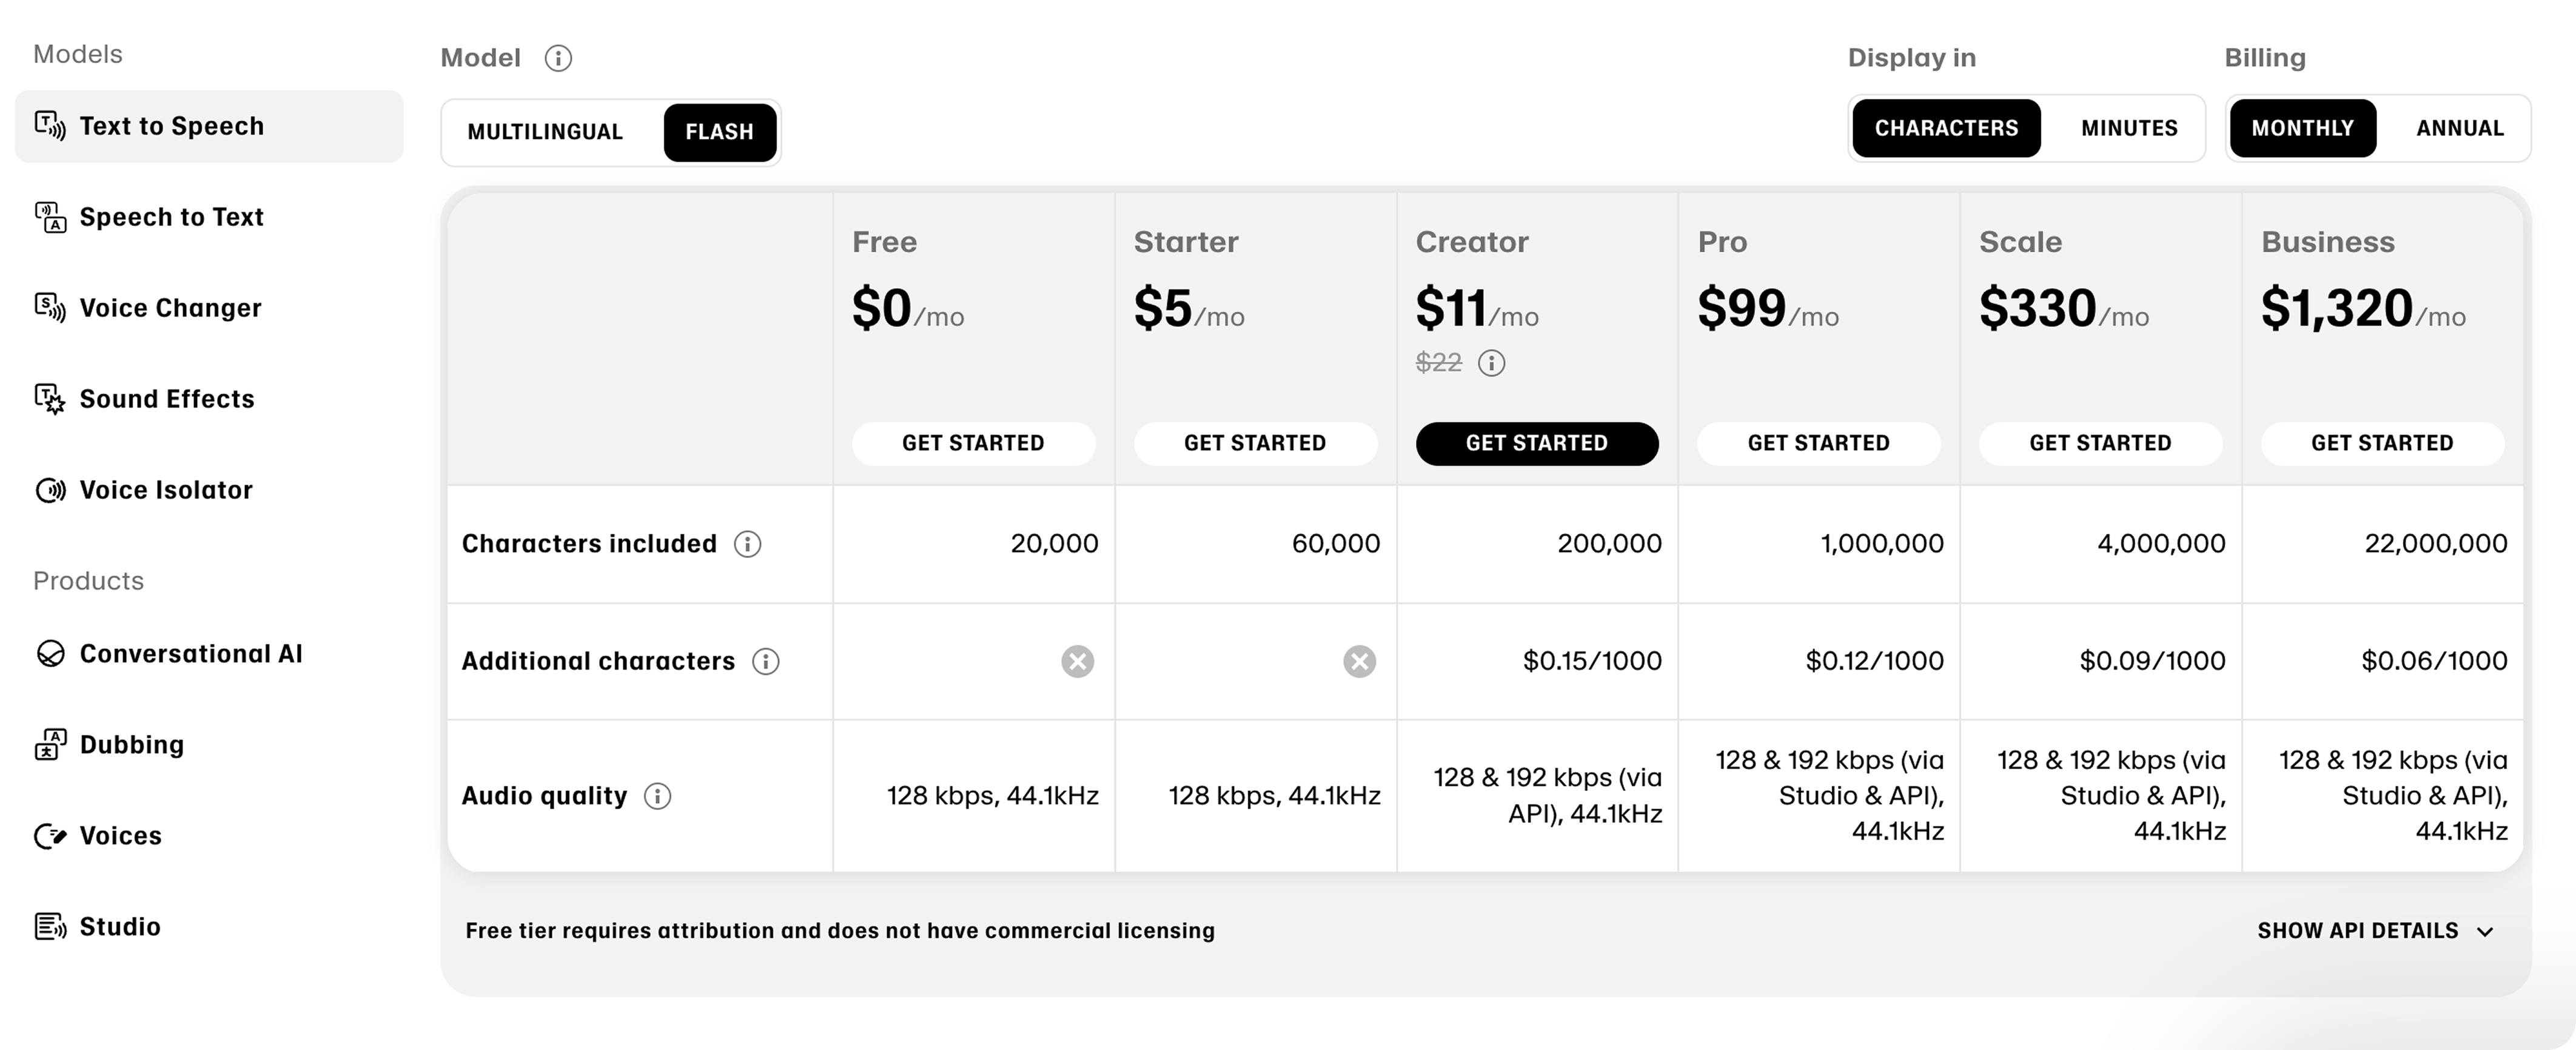 Models
Text to Speech
Speech to Text
Voice Changer
Sound Effects
Voice Isolator
Products
Conversational AI
Dubbing
Voices
Studio
Model
MULTILINGUAL FLASH
Display in
CHARACTERS MINUTES
Billing
MONTHLY ANNUAL
Free Starter Creator Pro Scale Business
$0/mo $5/mo $11/mo $99/mo $330/mo $1,320/mo
$22
GET STARTED GET STARTED GET STARTED GET STARTED GET STARTED GET STARTED
Characters included 20,000 60,000 200,000 1,000,000 4,000,000 22,000,000
Additional characters $0.15/1000 $0.12/1000 $0.09/1000 $0.06/1000
Audio quality
128 kbps, 44.1kHz
128 kbps, 44.1kHz
128 & 192 kbps (via
API), 44.1kHz
128 & 192 kbps (via
Studio & API),
44.1kHz
128 & 192 kbps (via
Studio & API),
44.1kHz
128 & 192 kbps (via
Studio & API),
44.1kHz
Free tier requires attribution and does not have commercial licensing
SHOW API DETAILS